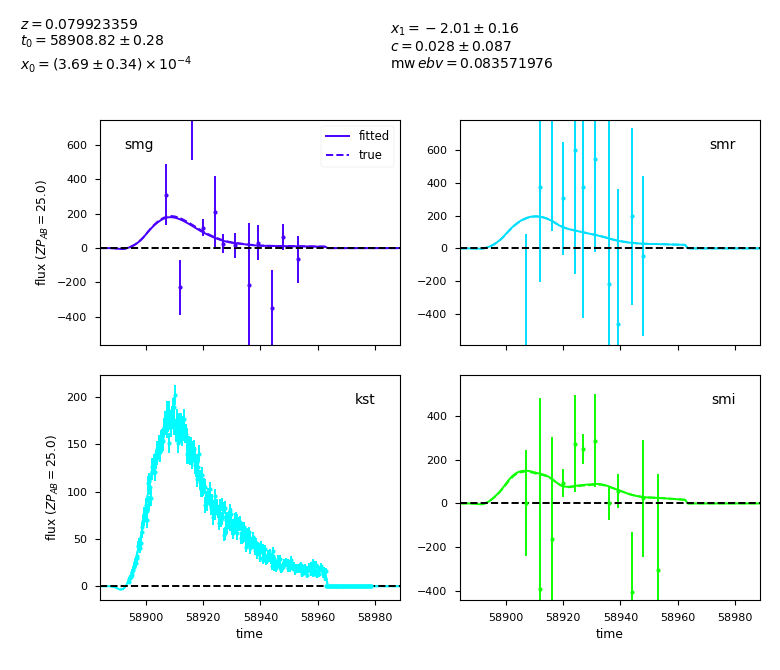 z = 0.079923359
t₀ = 58908.82 ± 0.28
x₀ = (3.69 ± 0.34) × 10⁻⁴
x₁ = −2.01 ± 0.16
c = 0.028 ± 0.087
mw ebv = 0.083571976
smg
fitted
true
600
400
200
0
−200
−400
flux (ZP_AB = 25.0)
smr
600
400
200
0
−200
−400
kst
200
150
100
50
0
flux (ZP_AB = 25.0)
58900 58920 58940 58960 58980
time
smi
400
200
0
−200
−400
58900 58920 58940 58960 58980
time